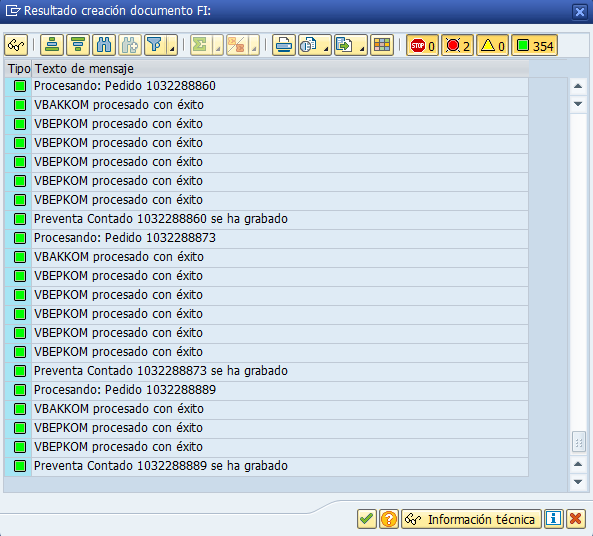 Resultado creación documento FI:
STOP 0 2 0 354
Tipo Texto de mensaje
Procesando: Pedido 1032288860
VBAKKOM procesado con éxito
VBEPKOM procesado con éxito
VBEPKOM procesado con éxito
VBEPKOM procesado con éxito
VBEPKOM procesado con éxito
VBEPKOM procesado con éxito
Preventa Contado 1032288860 se ha grabado
Procesando: Pedido 1032288873
VBAKKOM procesado con éxito
VBEPKOM procesado con éxito
VBEPKOM procesado con éxito
VBEPKOM procesado con éxito
VBEPKOM procesado con éxito
VBEPKOM procesado con éxito
Preventa Contado 1032288873 se ha grabado
Procesando: Pedido 1032288889
VBAKKOM procesado con éxito
VBEPKOM procesado con éxito
VBEPKOM procesado con éxito
Preventa Contado 1032288889 se ha grabado
Información técnica